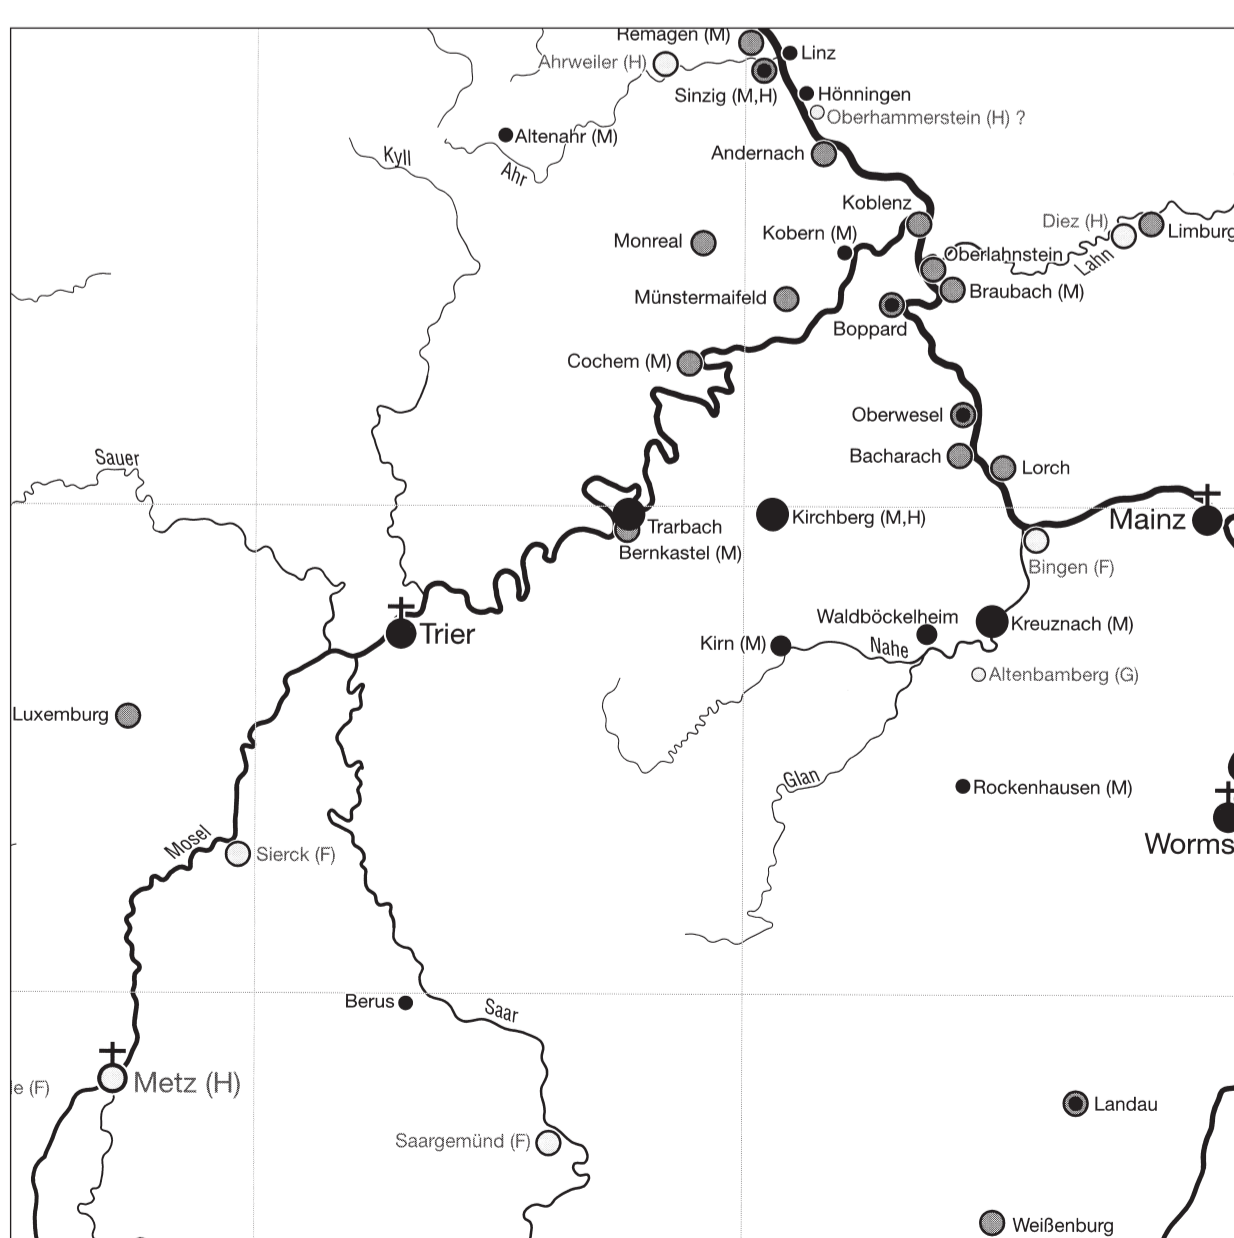 Remagen (M)
Linz
Ahrweiler (H)
Sinzig (M,H)
Hönningen
Oberhammerstein (H) ?
Altenahr (M)
Andernach
Kyll
Ahr
Koblenz
Diez (H)
Limburg
Kobern (M)
Monreal
Oberlahnstein
Lahn
Braubach (M)
Münstermaifeld
Boppard
Cochem (M)
Oberwesel
Bacharach
Lorch
Sauer
Kirchberg (M,H)
Mainz
Trarbach
Bernkastel (M)
Bingen (F)
Waldböckelheim
Kreuznach (M)
Trier
Kirn (M)
Nahe
Altenbamberg (G)
Luxemburg
Glan
Rockenhausen (M)
Mosel
Worms
Sierck (F)
Berus
Saar
Metz (H)
e (F)
Landau
Saargemünd (F)
Weißenburg